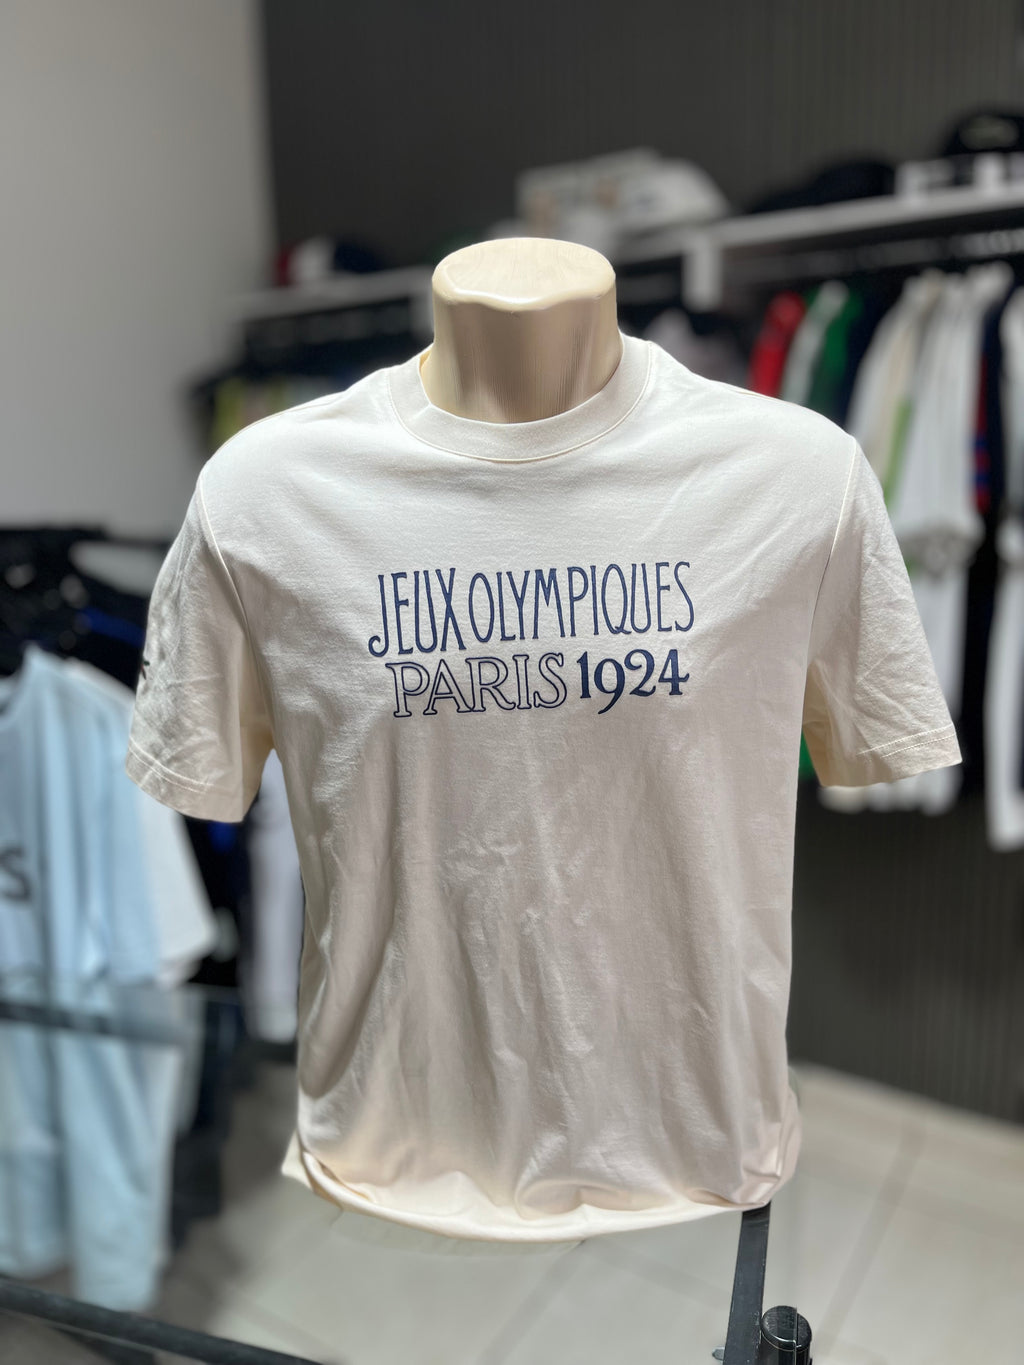 JEUX OLYMPIQUES
PARIS 1924